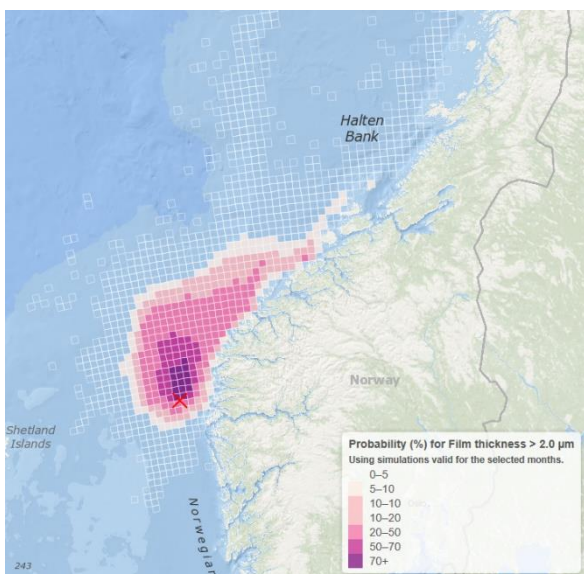 Halten
Bank
Norway
Shetland
Islands
Norwegian
Probability (%) for Film thickness > 2.0 µm
Using simulations valid for the selected months.
0–5
5–10
10–10
10–20
20–50
50–70
70+
243